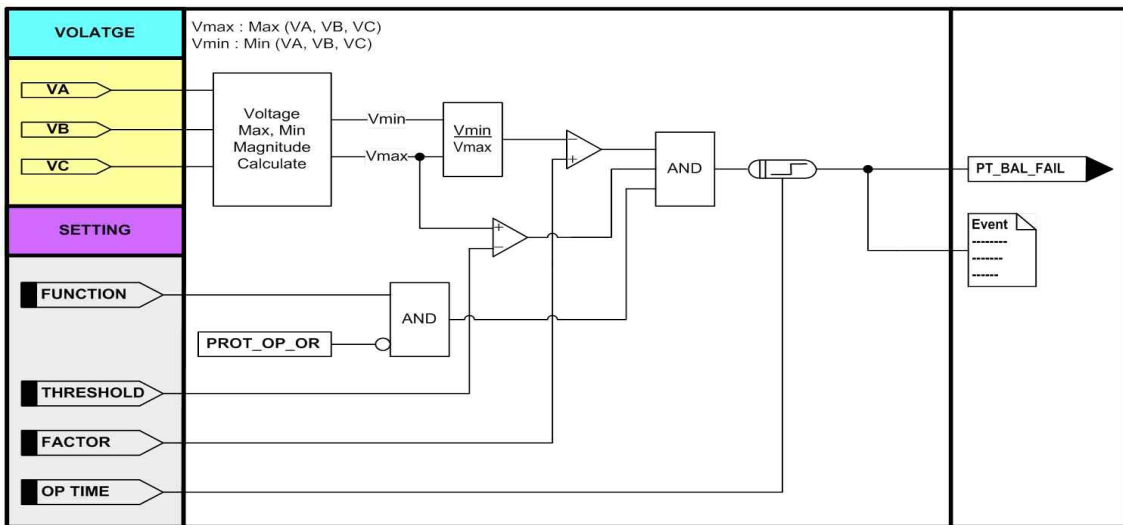 VOLATGE
Vmax : Max (VA, VB, VC)
Vmin : Min (VA, VB, VC)
VA
VB
VC
Voltage
Max, Min
Magnitude
Calculate
Vmin
Vmax
Vmin
Vmax
AND
PT_BAL_FAIL
SETTING
Event
FUNCTION
AND
PROT_OP_OR
THRESHOLD
FACTOR
OP TIME